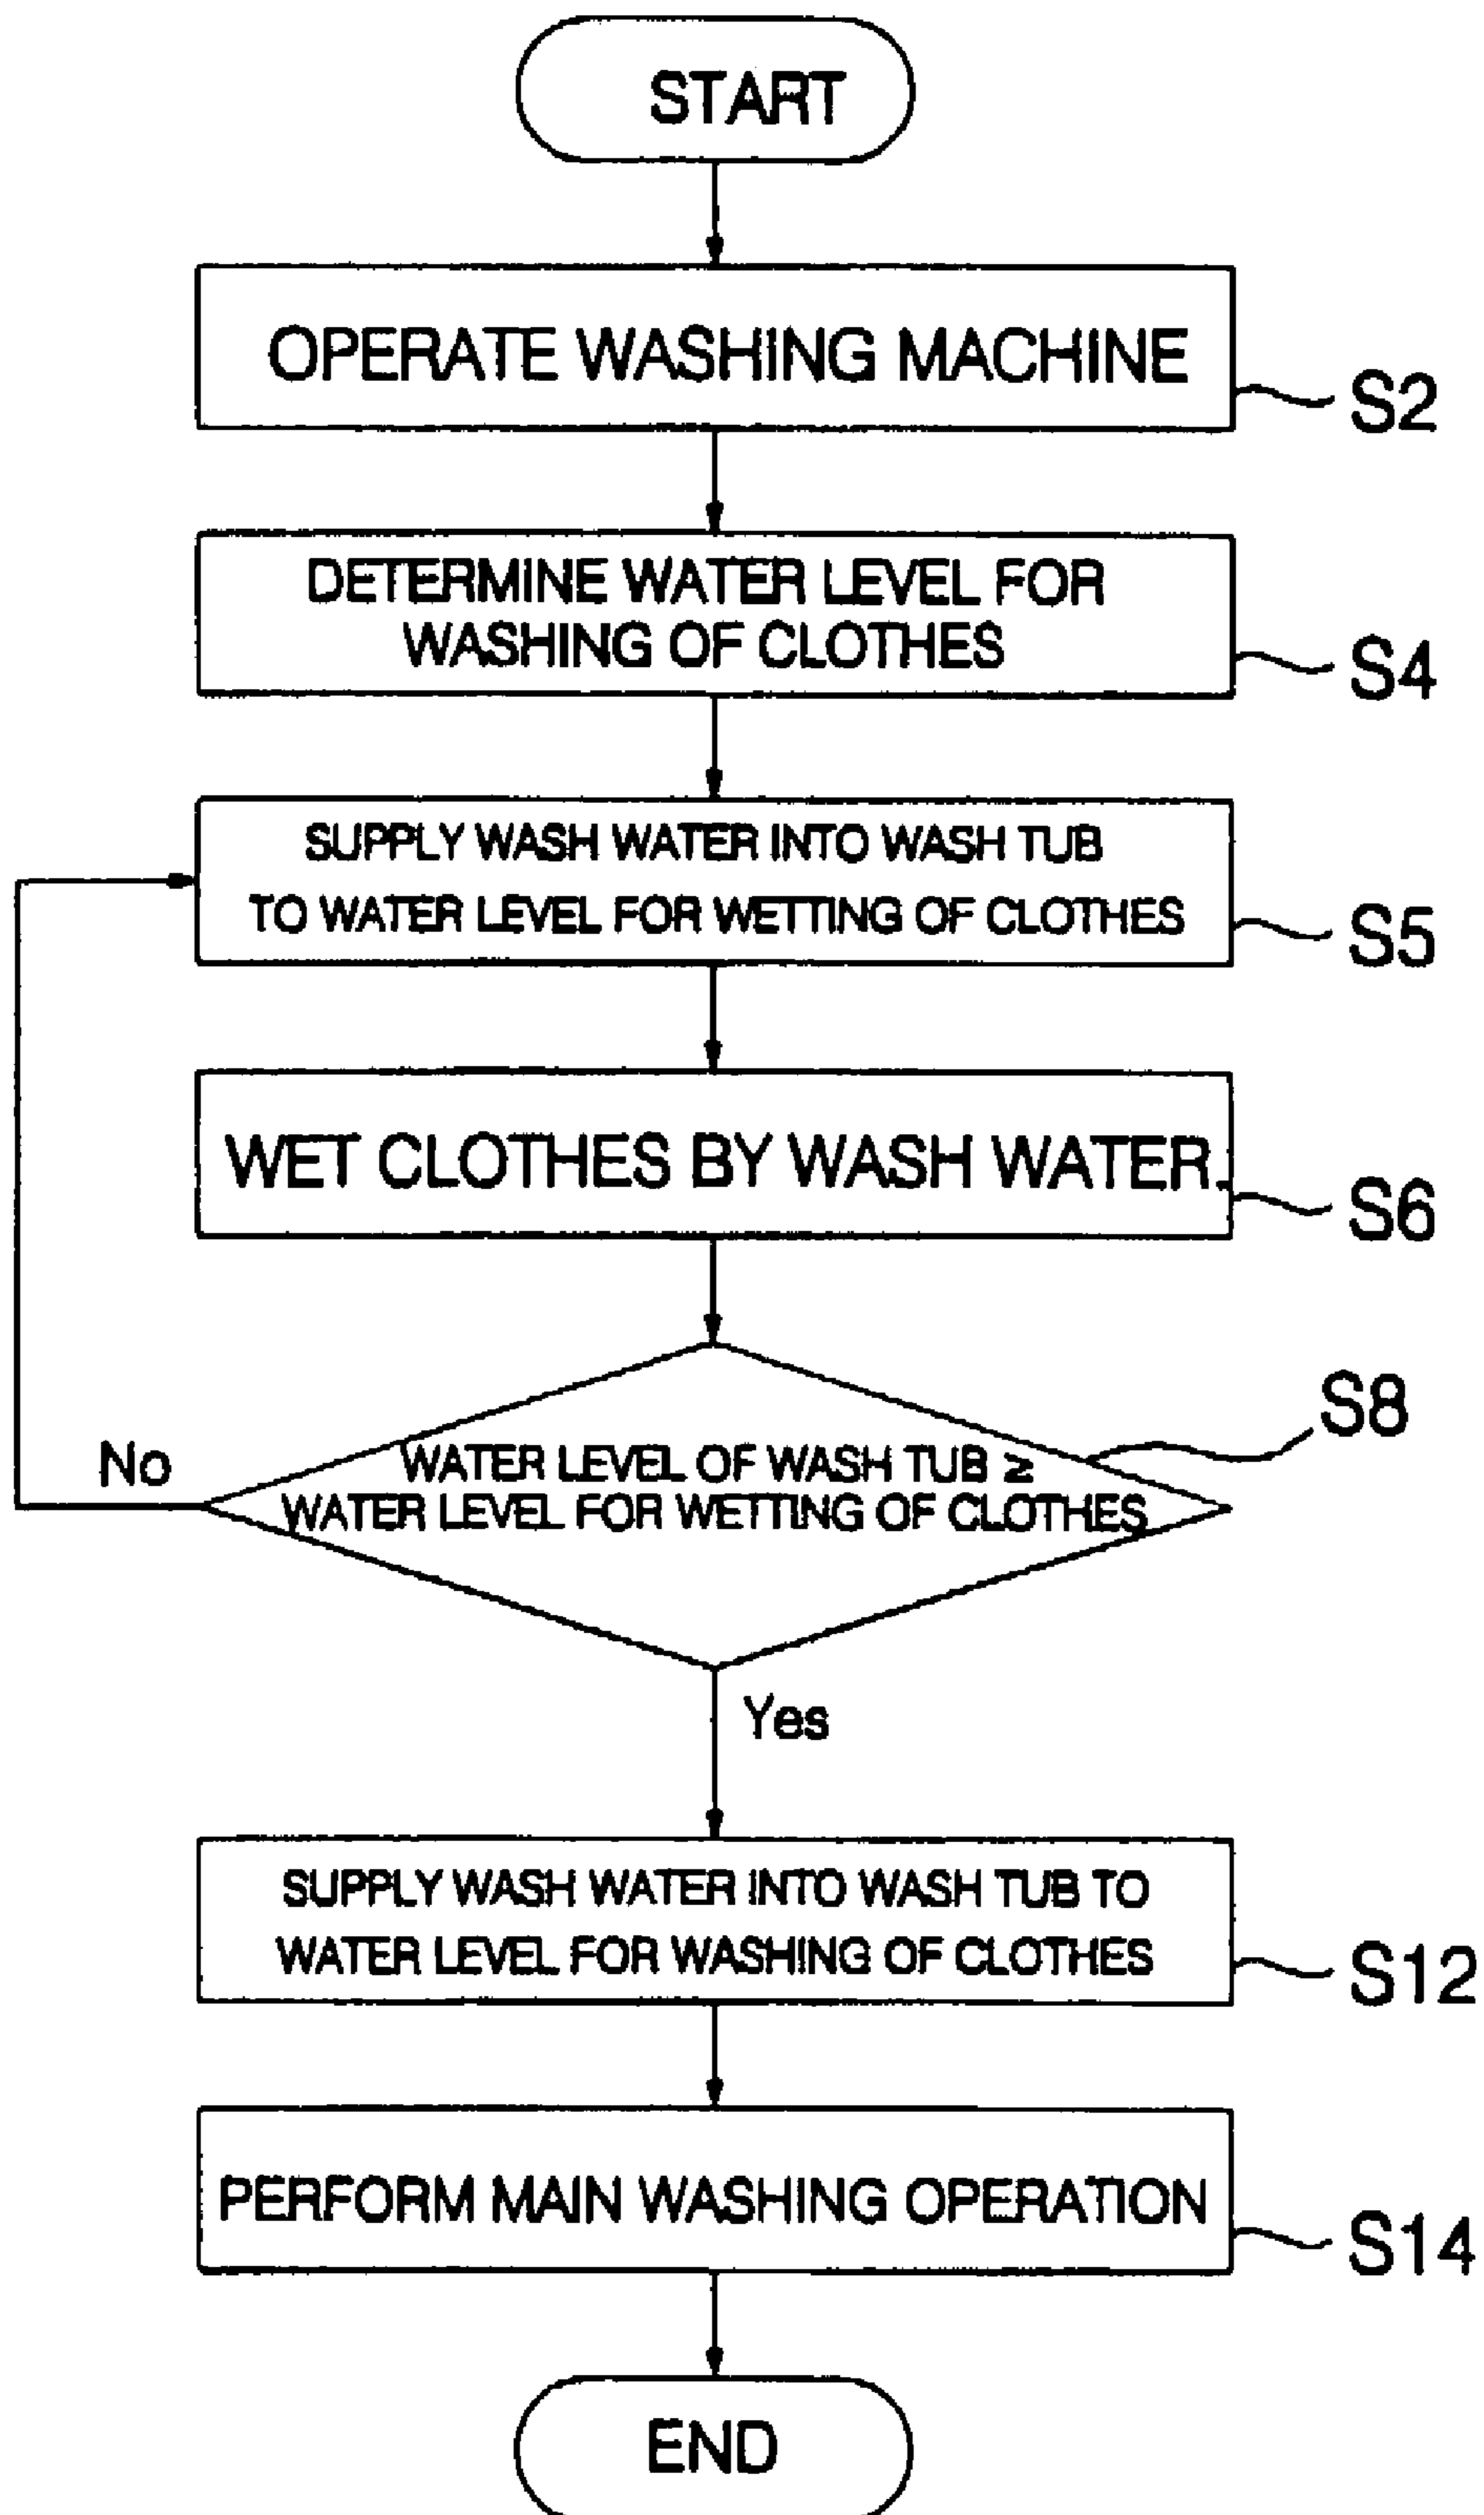 START
OPERATE WASHING MACHINE
S2
DETERMINE WATER LEVEL FOR
WASHING OF CLOTHES
S4
SUPPLY WASH WATER INTO WASH TUB
TO WATER LEVEL FOR WETTING OF CLOTHES
S5
WET CLOTHES BY WASH WATER.
S6
S8
WATER LEVEL OF WASH TUB ≥
WATER LEVEL FOR WETTING OF CLOTHES
No
Yes
SUPPLY WASH WATER INTO WASH TUB TO
WATER LEVEL FOR WASHING OF CLOTHES
S12
PERFORM MAIN WASHING OPERATION
S14
END